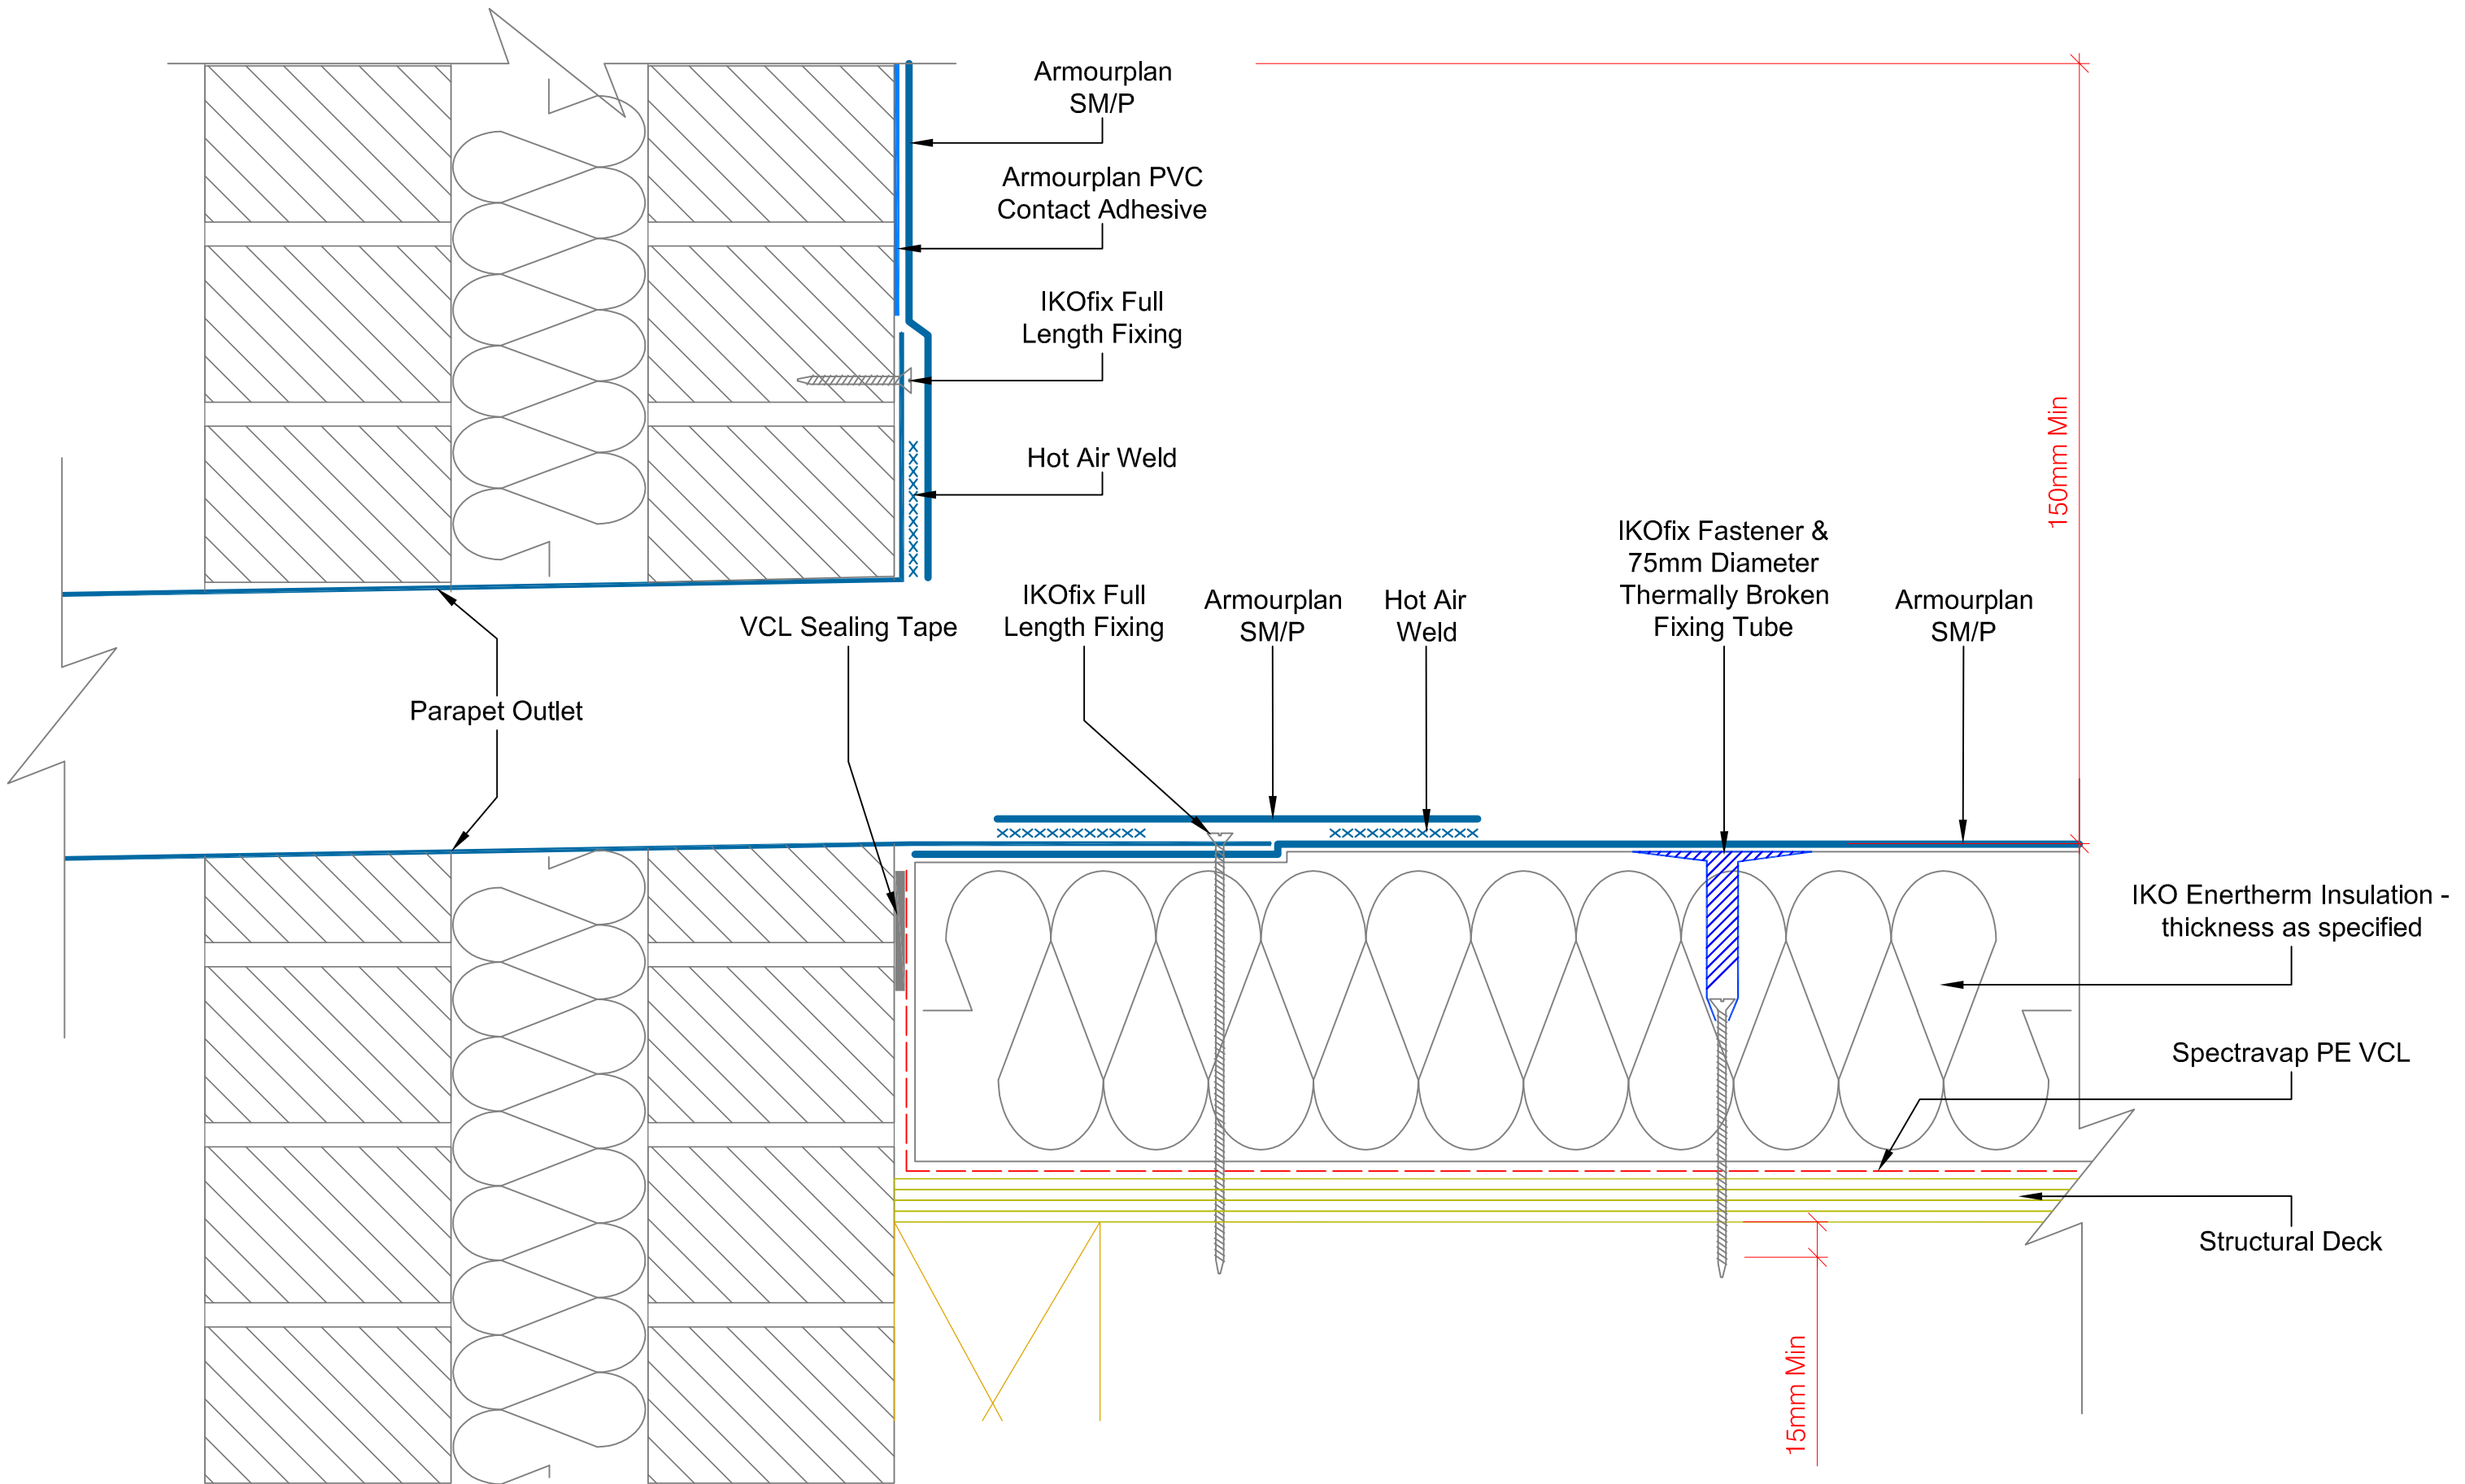 Armourplan
SM/P
Armourplan PVC
Contact Adhesive
IKOfix Full
Length Fixing
Hot Air Weld
150mm Min
IKOfix Fastener &
75mm Diameter
Thermally Broken
Fixing Tube
IKOfix Full
Length Fixing
Armourplan
SM/P
Hot Air
Weld
Armourplan
SM/P
VCL Sealing Tape
Parapet Outlet
IKO Enertherm Insulation -
thickness as specified
Spectravap PE VCL
Structural Deck
15mm Min